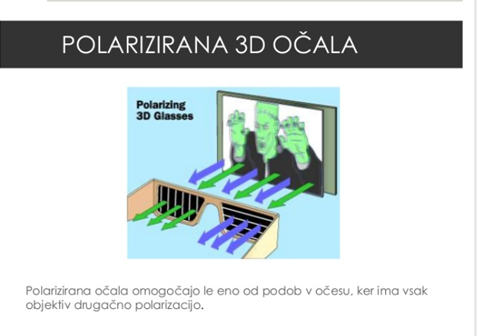 POLARIZIRANA 3D OČALA
Polarizing
3D Glasses
Polarizirana očala omogočajo le eno od podob v očesu, ker ima vsak
objektiv drugačno polarizacijo.